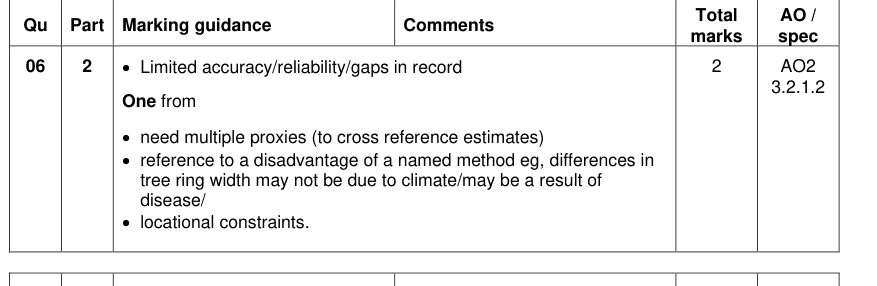 Qu Part Marking guidance Comments Total marks AO / spec
06 2 • Limited accuracy/reliability/gaps in record 2 AO2
3.2.1.2
One from
• need multiple proxies (to cross reference estimates)
• reference to a disadvantage of a named method eg, differences in
tree ring width may not be due to climate/may be a result of
disease/
• locational constraints.